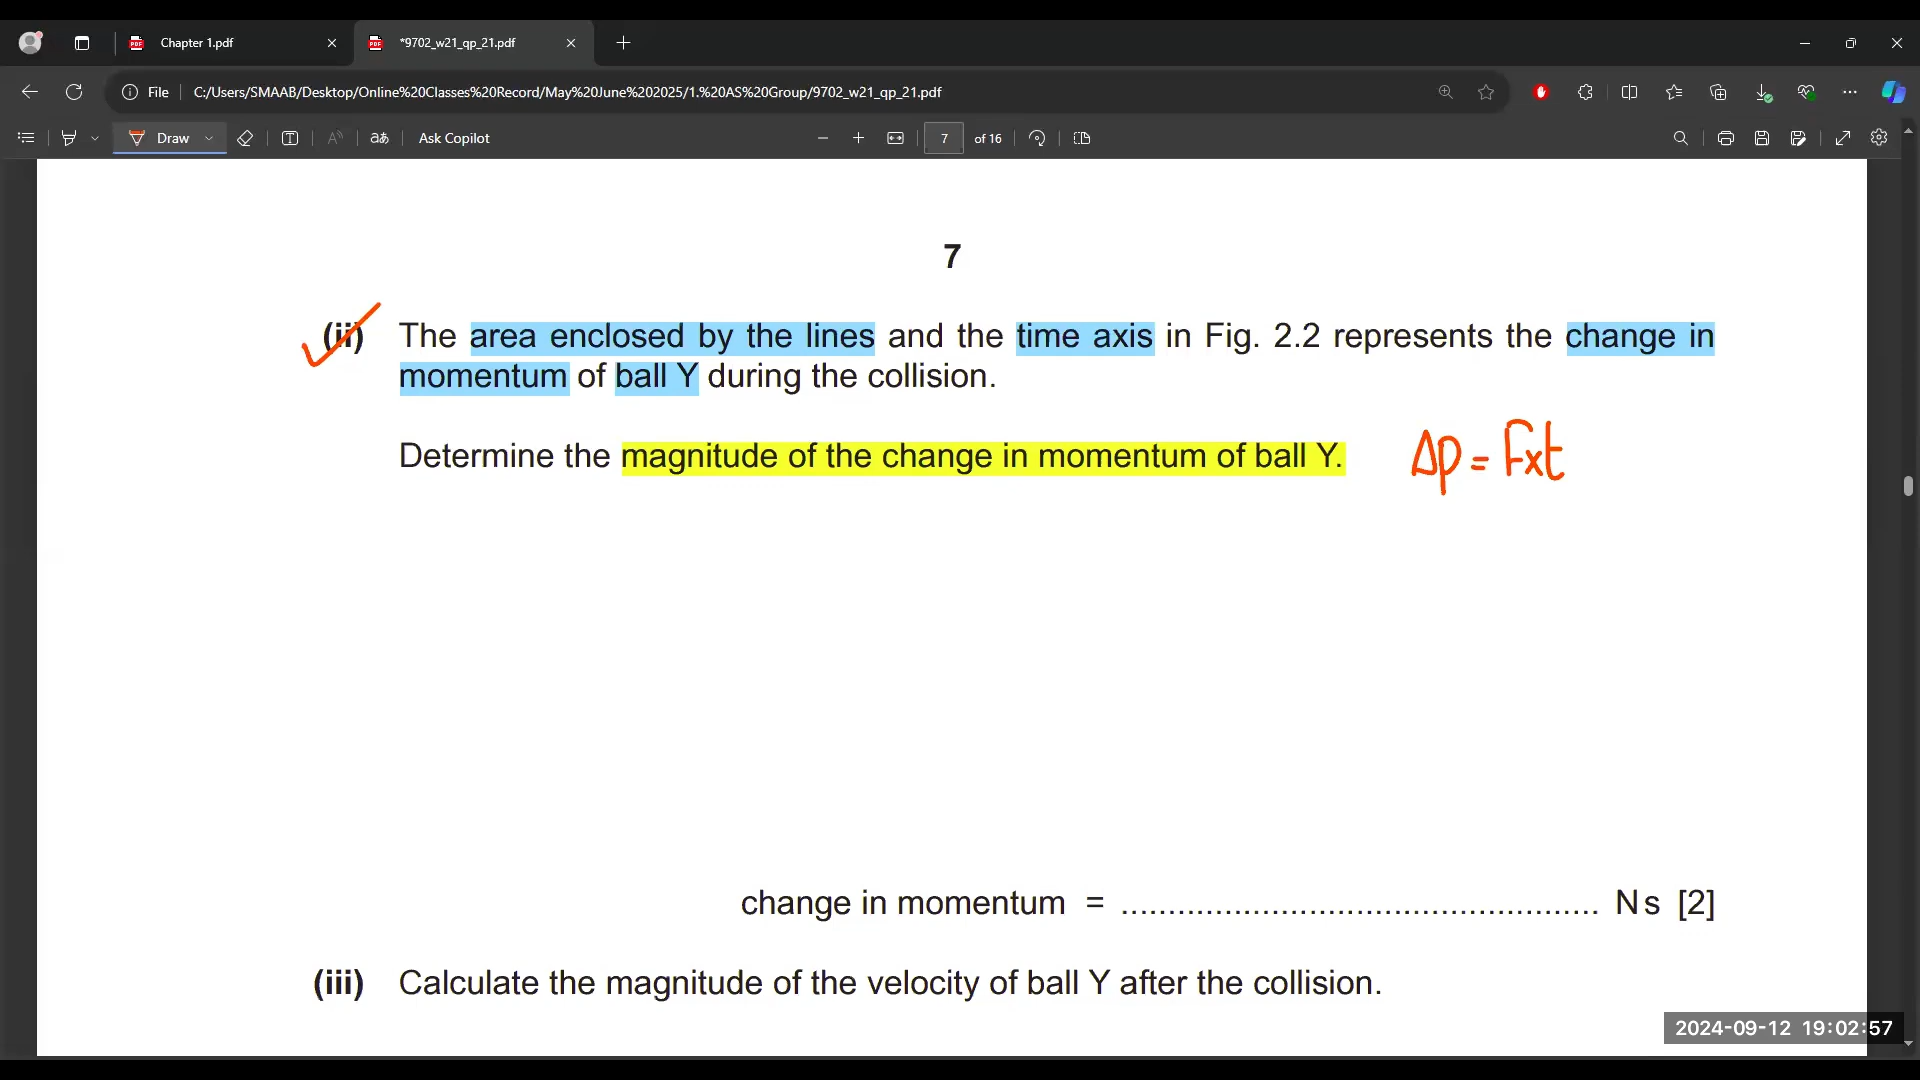 Chapter 1.pdf
*9702_w21_qp_21.pdf
File
C:/Users/SMAAB/Desktop/Online%20Classes%20Record/May%20June%202025/1.%20AS%20Group/9702_w21_qp_21.pdf
Draw
aあ
Ask Copilot
7
of 16
7
(ii) The area enclosed by the lines and the time axis in Fig. 2.2 represents the change in
momentum of ball Y during the collision.
Determine the magnitude of the change in momentum of ball Y.
Δp = F×t
change in momentum = ................................................... N s [2]
(iii) Calculate the magnitude of the velocity of ball Y after the collision.
2024-09-12 19:02:57